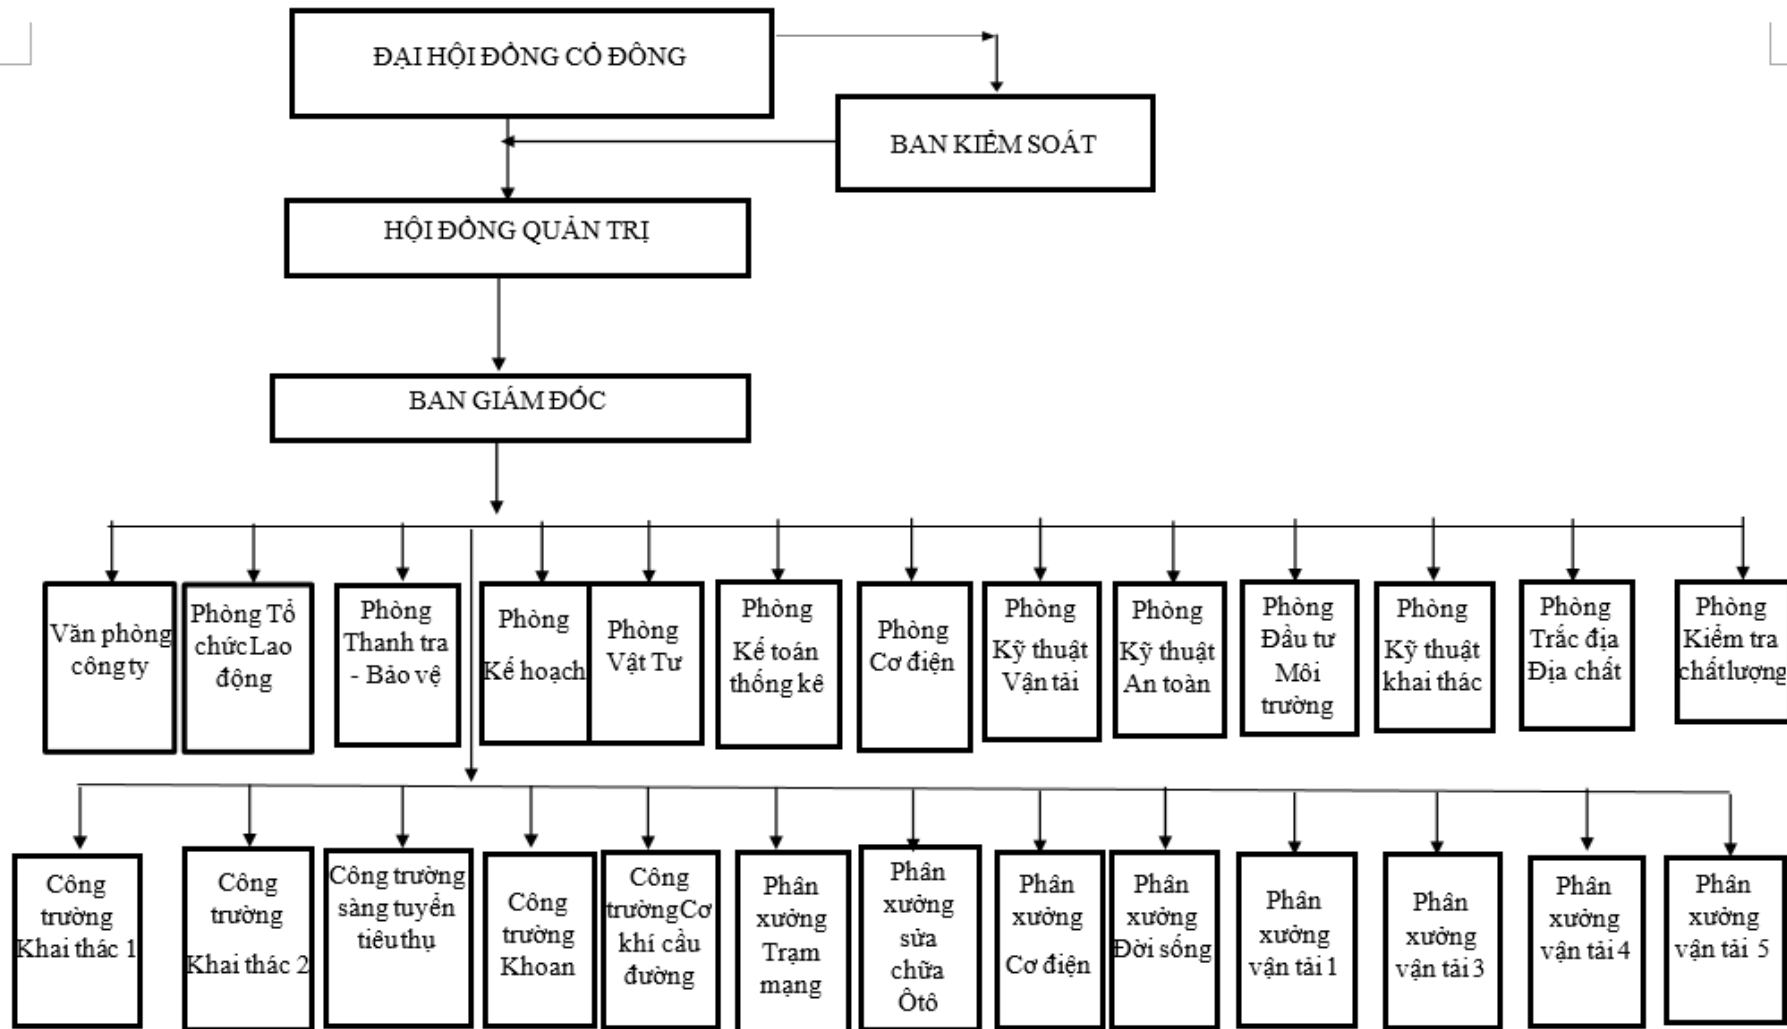 ĐẠI HỘI ĐỒNG CỔ ĐÔNG
BAN KIỂM SOÁT
HỘI ĐỒNG QUẢN TRỊ
BAN GIÁM ĐỐC
Văn phòng
công ty
Phòng Tổ
chức Lao
động
Phòng
Thanh tra
- Bảo vệ
Phòng
Kế hoạch
Phòng
Vật Tư
Phòng
Kế toán
thống kê
Phòng
Cơ điện
Phòng
Kỹ thuật
Vận tải
Phòng
Kỹ thuật
An toàn
Phòng
Đầu tư
Môi
trường
Phòng
Kỹ thuật
khai thác
Phòng
Trắc địa
Địa chất
Phòng
Kiểm tra
chất lượng
Công
trường
Khai thác 1
Công
trường
Khai thác 2
Công trường
sàng tuyển
tiêu thụ
Công
trường
Khoan
Công
trường Cơ
khí cầu
đường
Phân
xưởng
Trạm
mạng
Phân
xưởng
sửa
chữa
Ôtô
Phân
xưởng
Cơ điện
Phân
xưởng
Đời sống
Phân
xưởng
vận tải 1
Phân
xưởng
vận tải 3
Phân
xưởng
vận tải 4
Phân
xưởng
vận tải 5